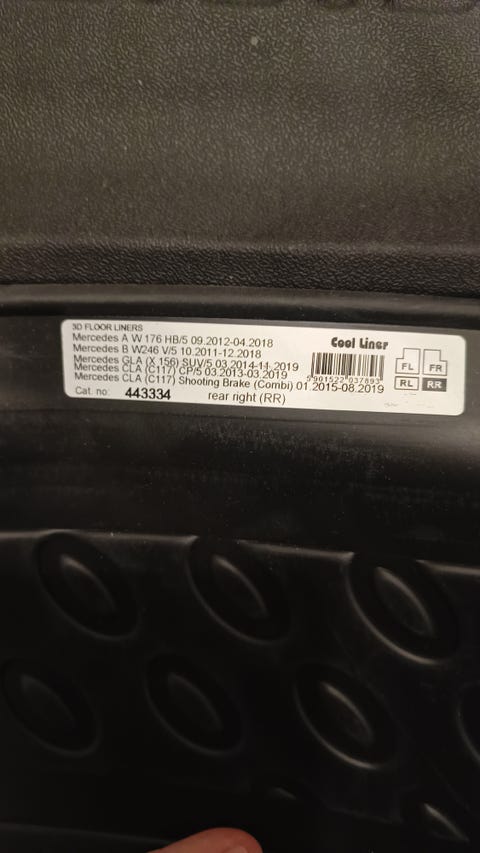 3D FLOOR LINERS
Mercedes A W 176 HB/5 09.2012-04.2018
Mercedes B W246 V/5 10.2011-12.2018
Mercedes GLA (X 156) SUV/5 03.2014-11.2019
Mercedes CLA (C117) CP/5 03.2013-03.2019
Mercedes CLA (C117) Shooting Brake (Combi) 01.2015-08.2019
Cat. no: 443334 rear right (RR)
Cool Liner
5901522037893
FL FR
RL RR